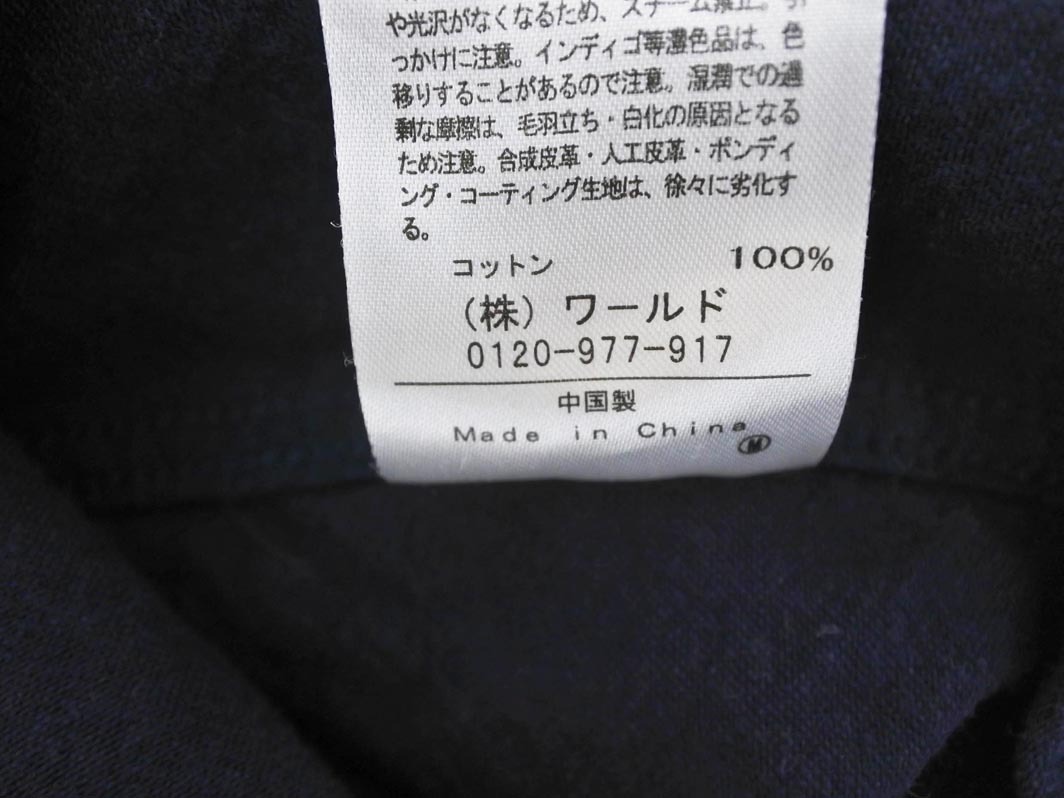 や光沢がなくなるため、スチーム禁止。引
っかけに注意。インディゴ等濃色品は、色
移りすることがあるので注意。湿潤での過
剰な摩擦は、毛羽立ち・白化の原因となる
ため注意。合成皮革・人工皮革・ボンディ
ング・コーティング生地は、徐々に劣化す
る。
コットン 100%
(株) ワールド
0120-977-917
中国製
Made in China
M